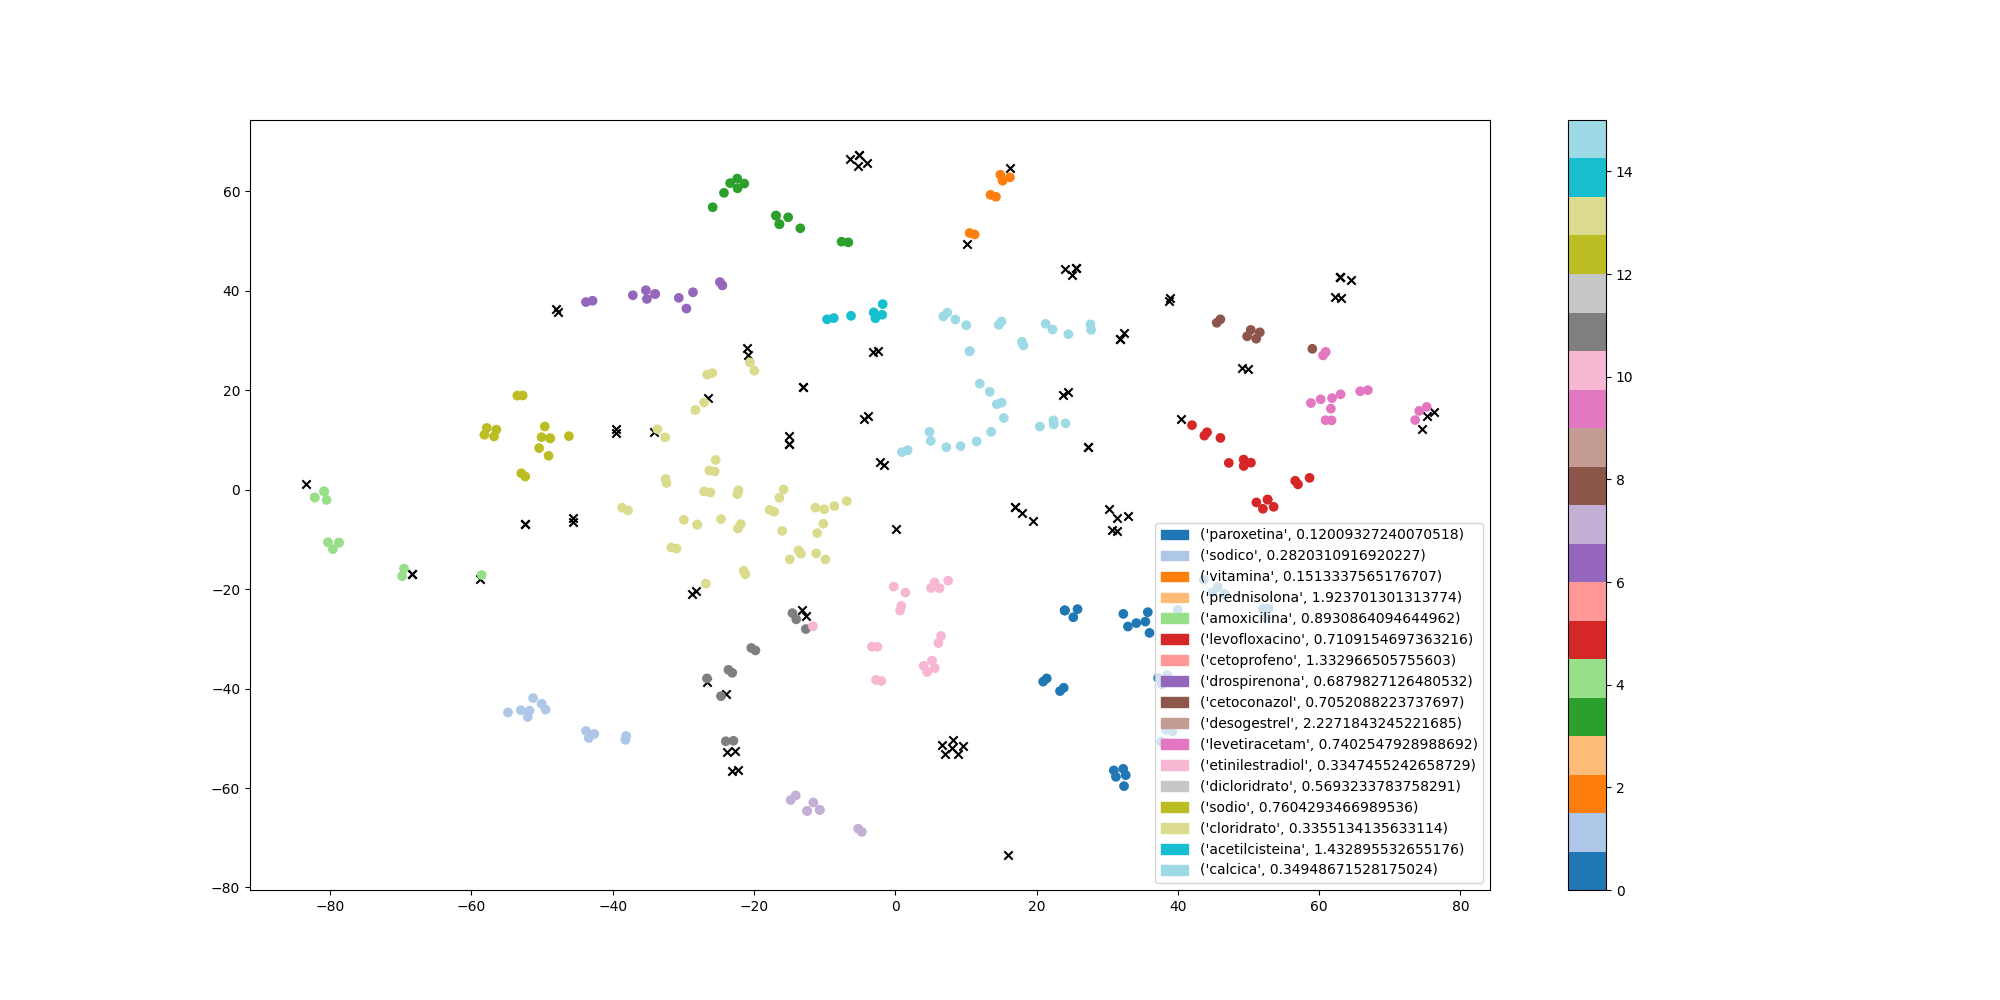 60
40
20
0
−20
−40
−60
−80
−80
−60
−40
−20
0
20
40
60
80
('paroxetina', 0.12009327240070518)
('sodico', 0.2820310916920227)
('vitamina', 0.1513337565176707)
('prednisolona', 1.923701301313774)
('amoxicilina', 0.8930864094644962)
('levofloxacino', 0.7109154697363216)
('cetoprofeno', 1.332966505755603)
('drospirenona', 0.6879827126480532)
('cetoconazol', 0.7052088223737697)
('desogestrel', 2.2271843245221685)
('levetiracetam', 0.7402547928988692)
('etinilestradiol', 0.3347455242658729)
('dicloridrato', 0.5693233783758291)
('sodio', 0.7604293466989536)
('cloridrato', 0.3355134135633114)
('acetilcisteina', 1.432895532655176)
('calcica', 0.34948671528175024)
14
12
10
8
6
4
2
0